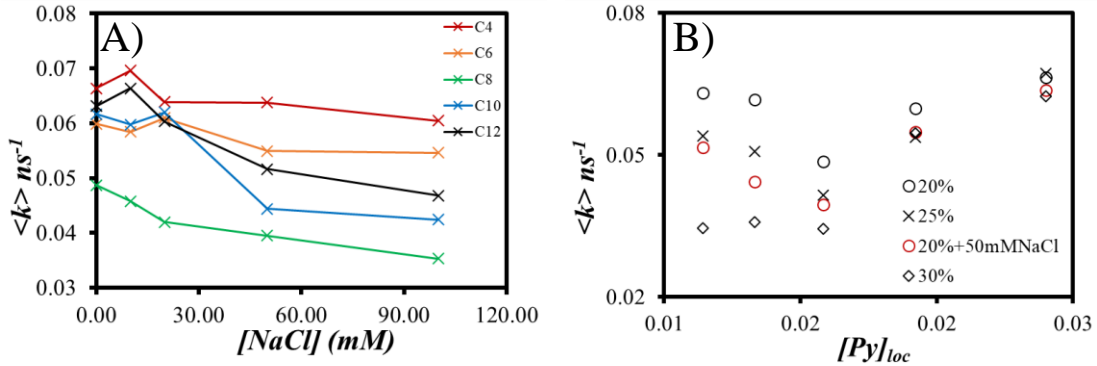 A)
<k> ns-1
0.08
0.07
0.06
0.05
0.04
0.03
0.00
30.00
60.00
90.00
120.00
[NaCl] (mM)
C4
C6
C8
C10
C12
B)
<k> ns-1
0.08
0.05
0.02
0.01
0.02
0.02
0.03
[Py]loc
20%
25%
20%+50mMNaCl
30%